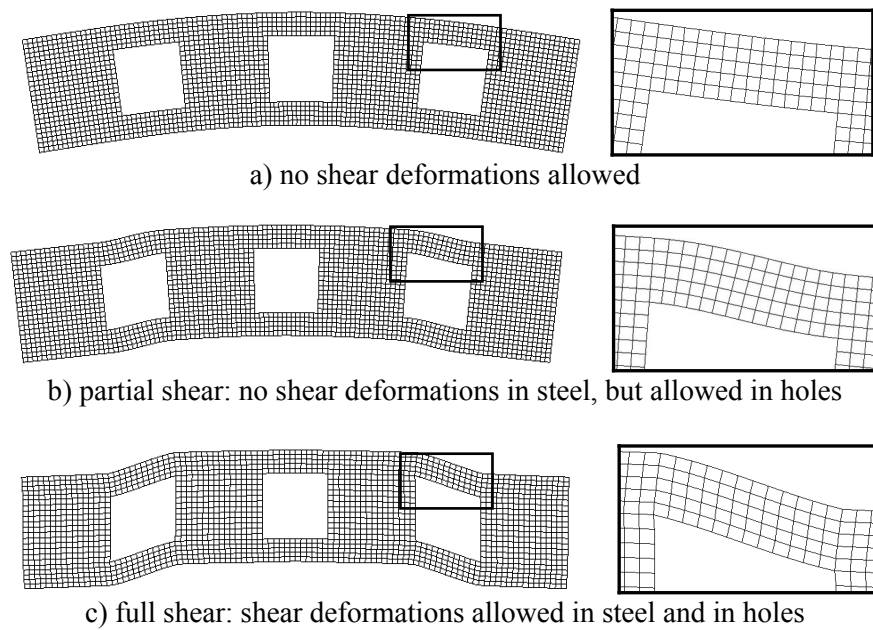 a) no shear deformations allowed
b) partial shear: no shear deformations in steel, but allowed in holes
c) full shear: shear deformations allowed in steel and in holes